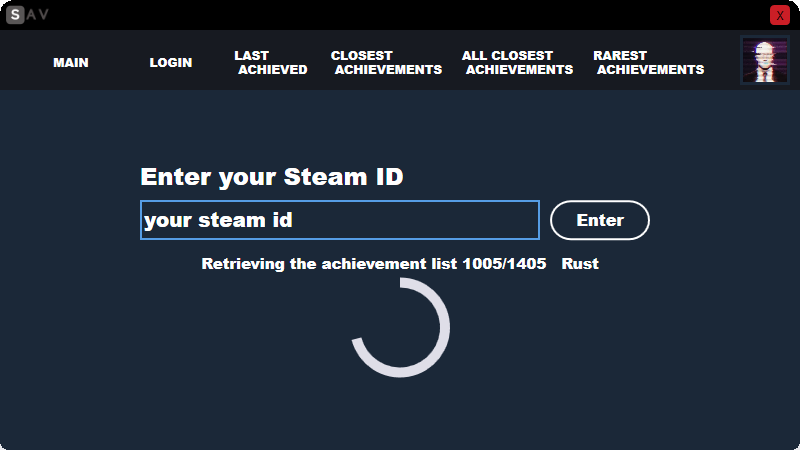 SAV
X
MAIN
LOGIN
LAST
ACHIEVED
CLOSEST
ACHIEVEMENTS
ALL CLOSEST
ACHIEVEMENTS
RAREST
ACHIEVEMENTS
Enter your Steam ID
your steam id
Enter
Retrieving the achievement list 1005/1405 Rust